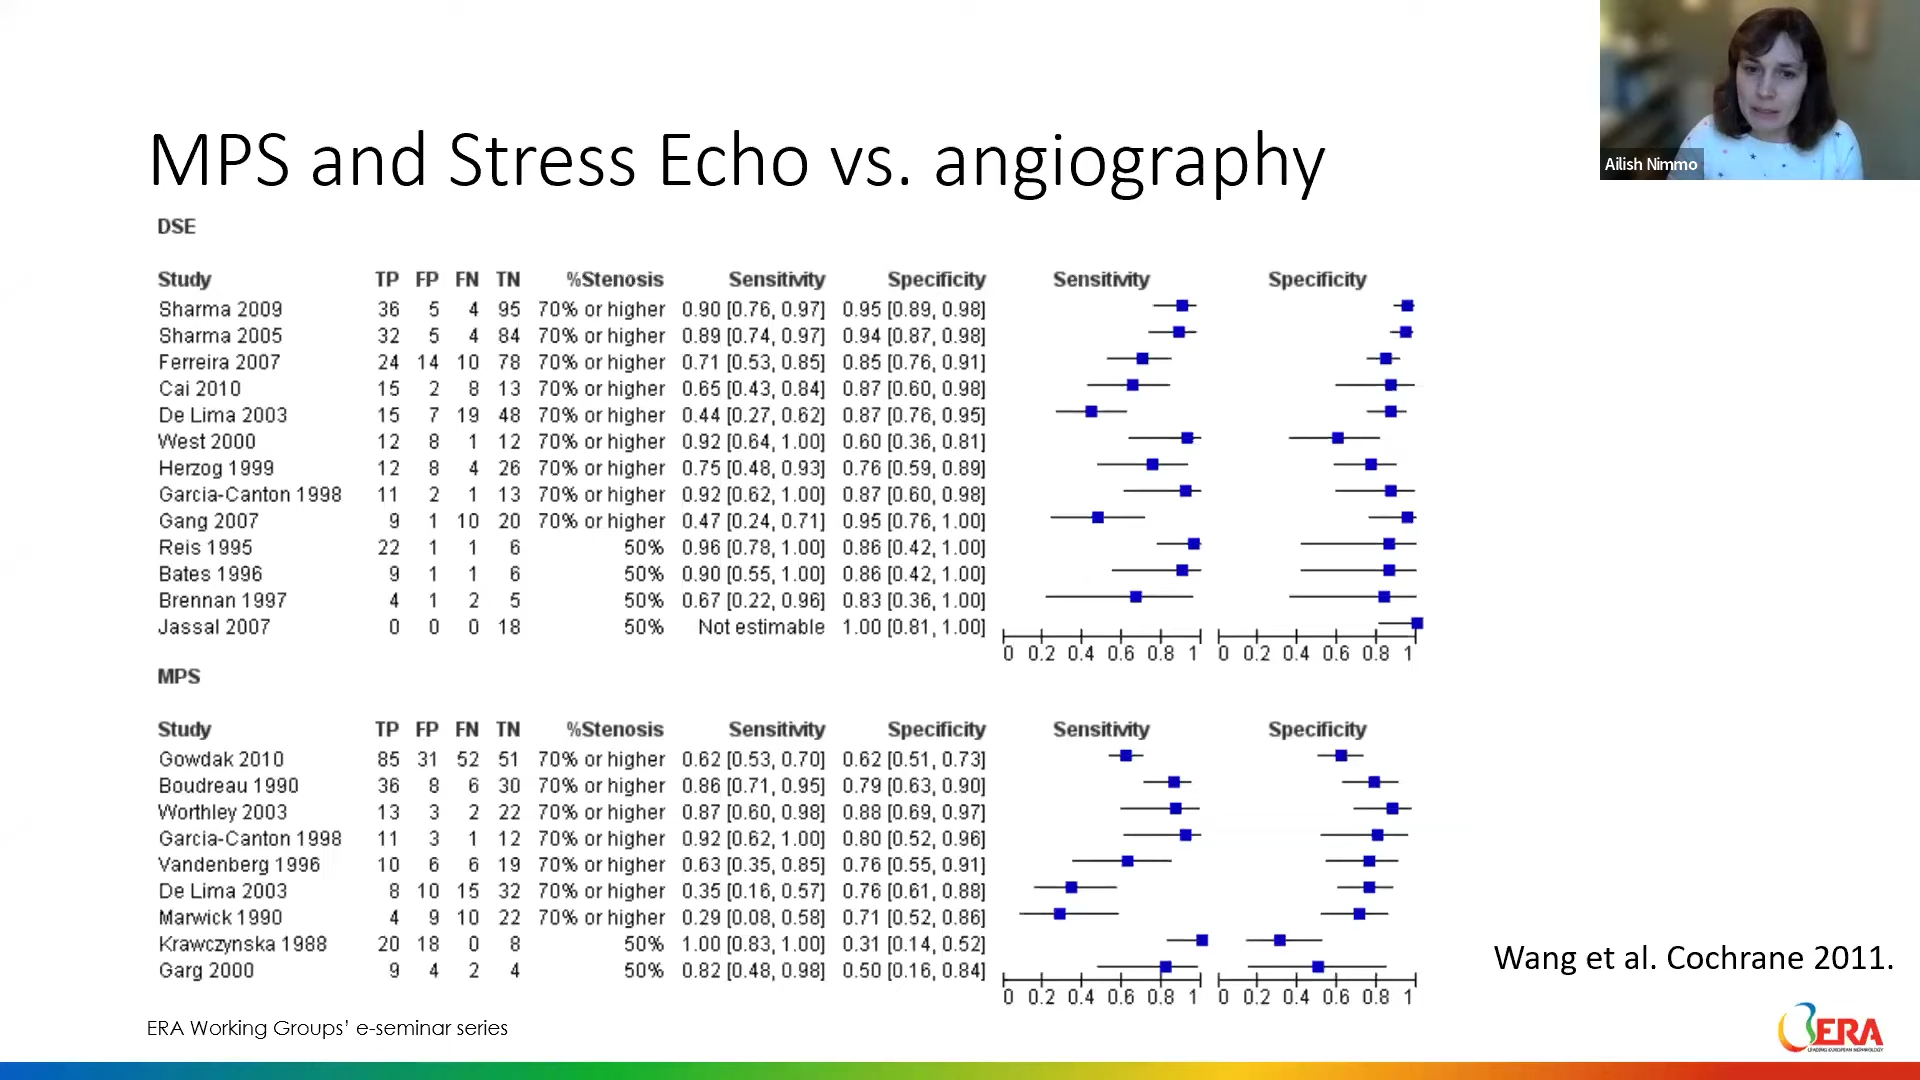 Ailish Nimmo
MPS and Stress Echo vs. angiography
DSE
Study TP FP FN TN %Stenosis Sensitivity Specificity Sensitivity Specificity
Sharma 2009 36 5 4 95 70% or higher 0.90 [0.76, 0.97] 0.95 [0.89, 0.98]
Sharma 2005 32 5 4 84 70% or higher 0.89 [0.74, 0.97] 0.94 [0.87, 0.98]
Ferreira 2007 24 14 10 78 70% or higher 0.71 [0.53, 0.85] 0.85 [0.76, 0.91]
Cai 2010 15 2 8 13 70% or higher 0.65 [0.43, 0.84] 0.87 [0.60, 0.98]
De Lima 2003 15 7 19 48 70% or higher 0.44 [0.27, 0.62] 0.87 [0.76, 0.95]
West 2000 12 8 1 12 70% or higher 0.92 [0.64, 1.00] 0.60 [0.36, 0.81]
Herzog 1999 12 8 4 26 70% or higher 0.75 [0.48, 0.93] 0.76 [0.59, 0.89]
Garcia-Canton 1998 11 2 1 13 70% or higher 0.92 [0.62, 1.00] 0.87 [0.60, 0.98]
Gang 2007 9 1 10 20 70% or higher 0.47 [0.24, 0.71] 0.95 [0.76, 1.00]
Reis 1995 22 1 1 6 50% 0.96 [0.78, 1.00] 0.86 [0.42, 1.00]
Bates 1996 9 1 1 6 50% 0.90 [0.55, 1.00] 0.86 [0.42, 1.00]
Brennan 1997 4 1 2 5 50% 0.67 [0.22, 0.96] 0.83 [0.36, 1.00]
Jassal 2007 0 0 0 18 50% Not estimable 1.00 [0.81, 1.00]
0 0.2 0.4 0.6 0.8 1 0 0.2 0.4 0.6 0.8 1
MPS
Study TP FP FN TN %Stenosis Sensitivity Specificity Sensitivity Specificity
Gowdak 2010 85 31 52 51 70% or higher 0.62 [0.53, 0.70] 0.62 [0.51, 0.73]
Boudreau 1990 36 8 6 30 70% or higher 0.86 [0.71, 0.95] 0.79 [0.63, 0.90]
Worthley 2003 13 3 2 22 70% or higher 0.87 [0.60, 0.98] 0.88 [0.69, 0.97]
Garcia-Canton 1998 11 3 1 12 70% or higher 0.92 [0.62, 1.00] 0.80 [0.52, 0.96]
Vandenberg 1996 10 6 6 19 70% or higher 0.63 [0.35, 0.85] 0.76 [0.55, 0.91]
De Lima 2003 8 10 15 32 70% or higher 0.35 [0.16, 0.57] 0.76 [0.61, 0.88]
Marwick 1990 4 9 10 22 70% or higher 0.29 [0.08, 0.58] 0.71 [0.52, 0.86]
Krawczynska 1988 20 18 0 8 50% 1.00 [0.83, 1.00] 0.31 [0.14, 0.52]
Garg 2000 9 4 2 4 50% 0.82 [0.48, 0.98] 0.50 [0.16, 0.84]
0 0.2 0.4 0.6 0.8 1 0 0.2 0.4 0.6 0.8 1
Wang et al. Cochrane 2011.
ERA Working Groups' e-seminar series
ERA
LEADING EUROPEAN NEPHROLOGY